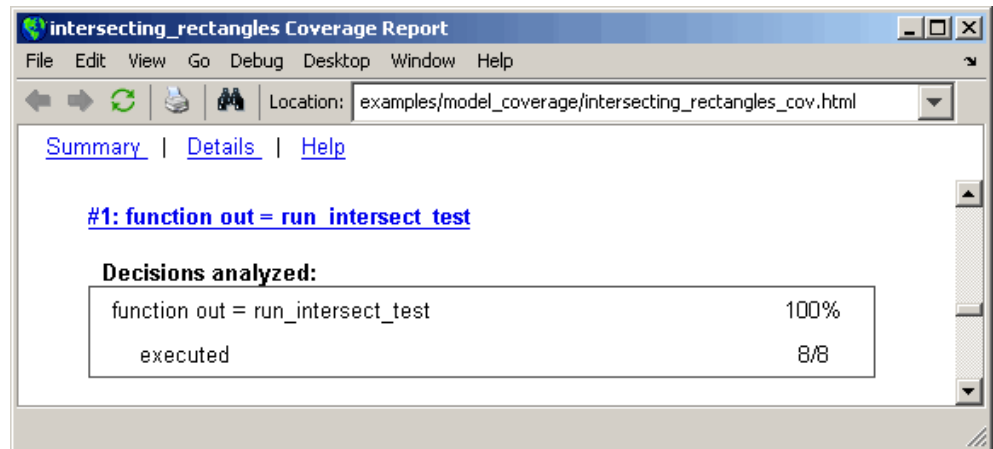 intersecting_rectangles Coverage Report
File Edit View Go Debug Desktop Window Help
Location: examples/model_coverage/intersecting_rectangles_cov.html
Summary | Details | Help
#1: function out = run_intersect_test
Decisions analyzed:
function out = run_intersect_test 100%
executed 8/8